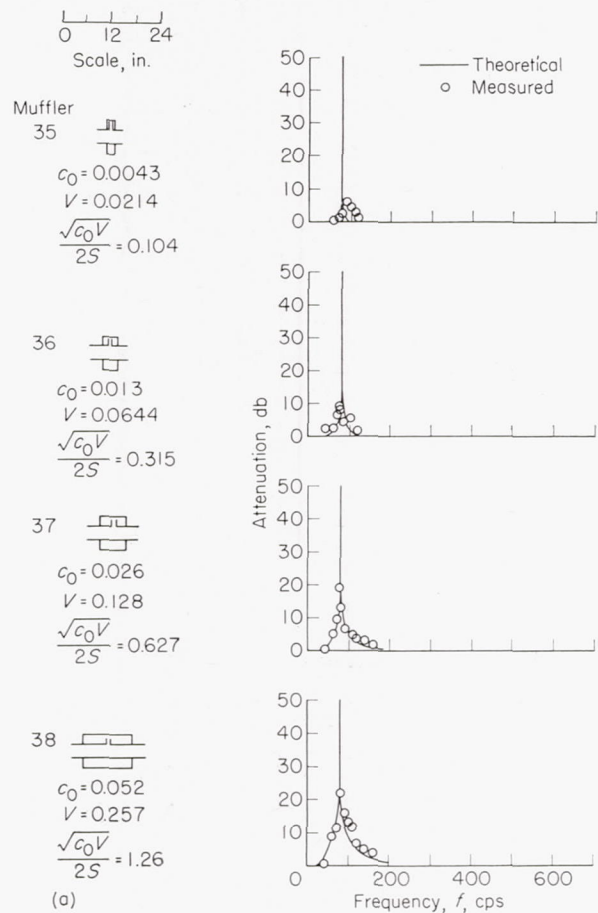 0 12 24
Scale, in.
Muffler
35
c₀ = 0.0043
V = 0.0214
√c₀V / 2S = 0.104
36
c₀ = 0.013
V = 0.0644
√c₀V / 2S = 0.315
37
c₀ = 0.026
V = 0.128
√c₀V / 2S = 0.627
38
c₀ = 0.052
V = 0.257
√c₀V / 2S = 1.26
(a)
Theoretical
Measured
50
40
30
20
10
0
50
40
30
20
10
0
Attenuation, db
50
40
30
20
10
0
50
40
30
20
10
0
0 200 400 600
Frequency, f, cps